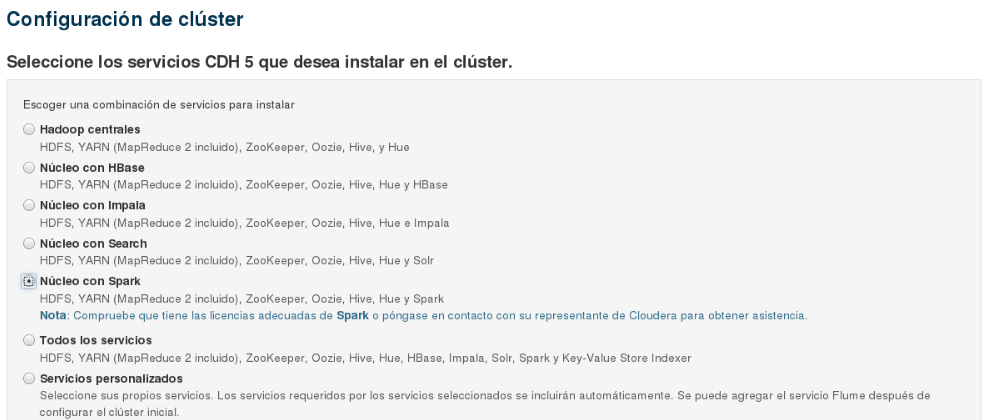 Configuración de clúster
Seleccione los servicios CDH 5 que desea instalar en el clúster.
Escoger una combinación de servicios para instalar
Hadoop centrales
HDFS, YARN (MapReduce 2 incluido), ZooKeeper, Oozie, Hive, y Hue
Núcleo con HBase
HDFS, YARN (MapReduce 2 incluido), ZooKeeper, Oozie, Hive, Hue y HBase
Núcleo con Impala
HDFS, YARN (MapReduce 2 incluido), ZooKeeper, Oozie, Hive, Hue e Impala
Núcleo con Search
HDFS, YARN (MapReduce 2 incluido), ZooKeeper, Oozie, Hive, Hue y Solr
Núcleo con Spark
HDFS, YARN (MapReduce 2 incluido), ZooKeeper, Oozie, Hive, Hue y Spark
Nota: Compruebe que tiene las licencias adecuadas de Spark o póngase en contacto con su representante de Cloudera para obtener asistencia.
Todos los servicios
HDFS, YARN (MapReduce 2 incluido), ZooKeeper, Oozie, Hive, Hue, HBase, Impala, Solr, Spark y Key-Value Store Indexer
Servicios personalizados
Seleccione sus propios servicios. Los servicios requeridos por los servicios seleccionados se incluirán automáticamente. Se puede agregar el servicio Flume después de
configurar el clúster inicial.